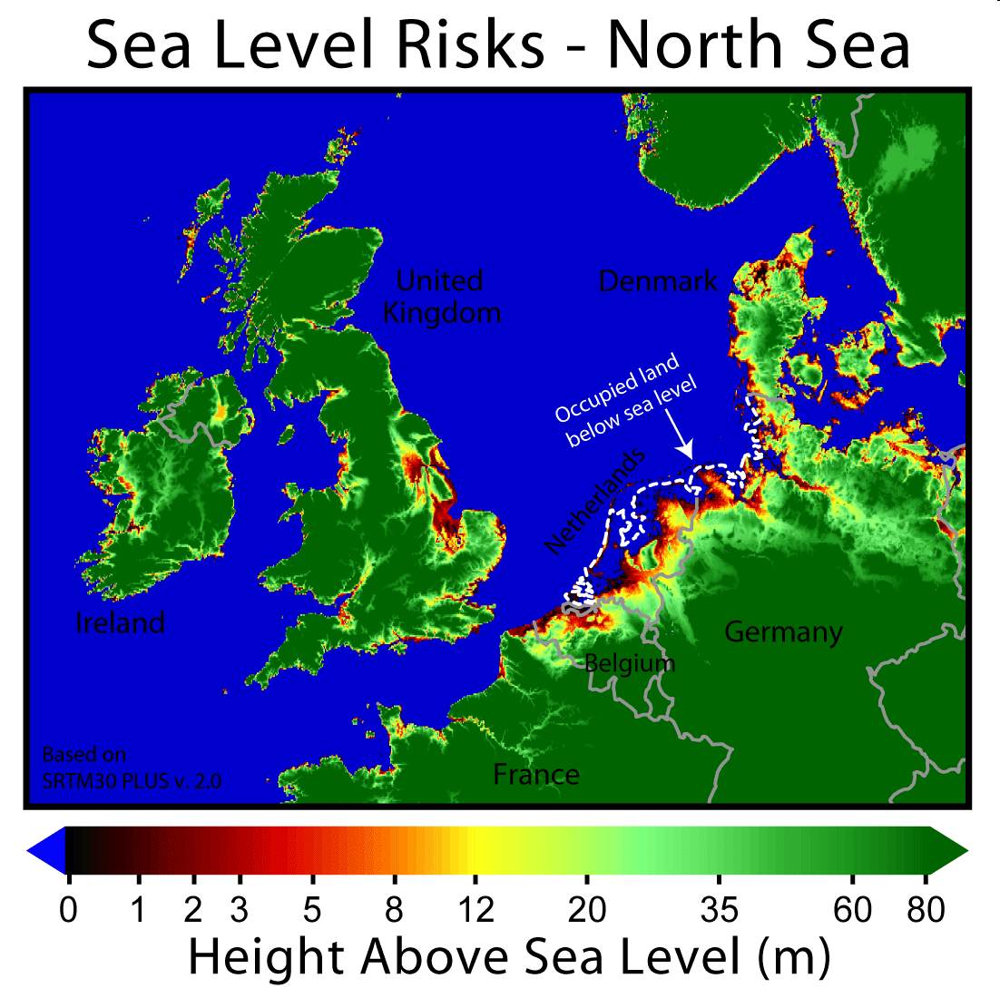 Sea Level Risks - North Sea
United
Kingdom
Denmark
Occupied land
below sea level
Netherlands
Ireland
Germany
Belgium
France
Based on
SRTM30 PLUS v. 2.0
0 1 2 3 5 8 12 20 35 60 80
Height Above Sea Level (m)